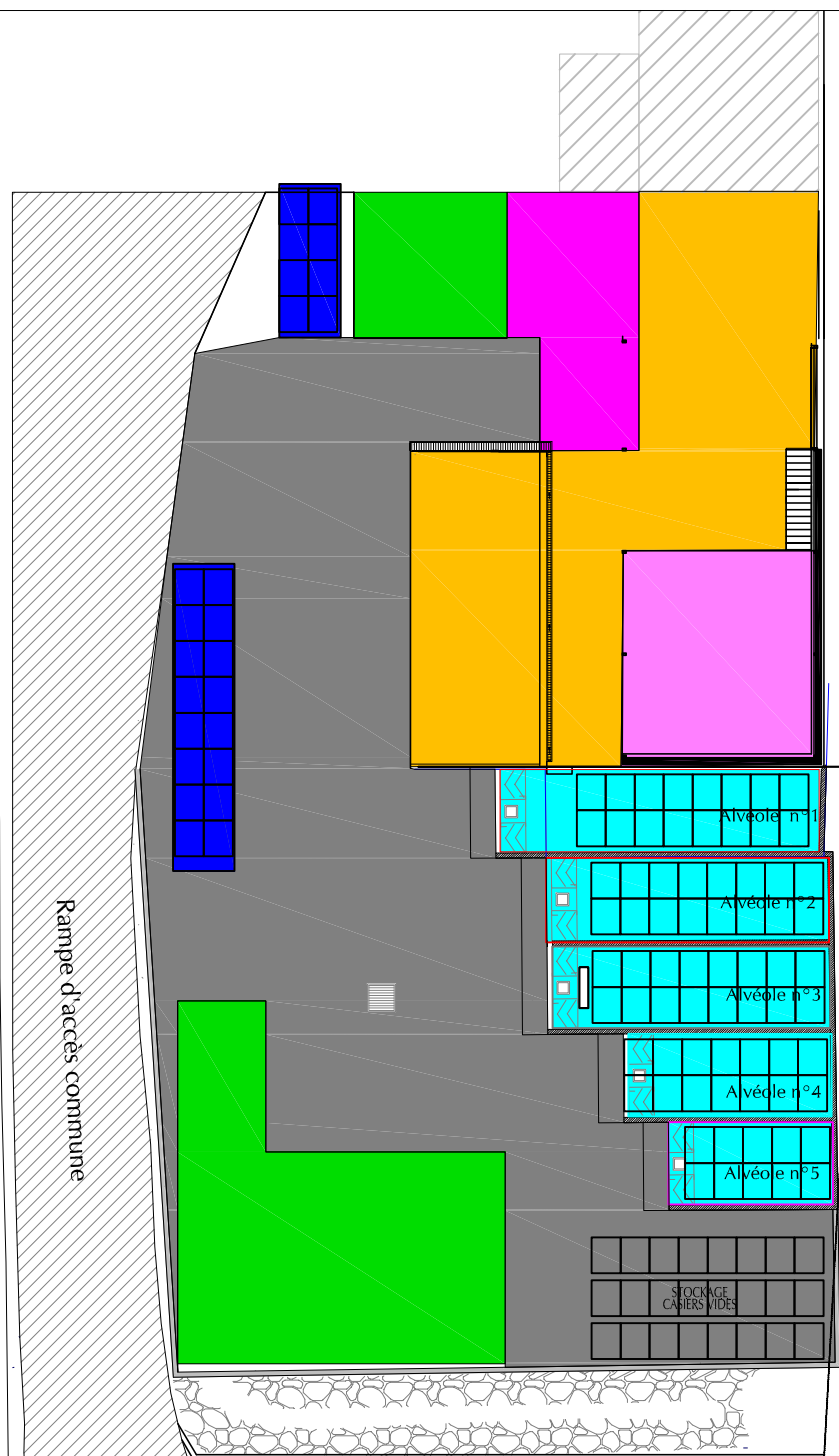 Alvéole n°1
Alvéole n°2
Alvéole n°3
Alvéole n°4
Alvéole n°5
STOCKAGE
CASIERS VIDES
Rampe d'accès commune